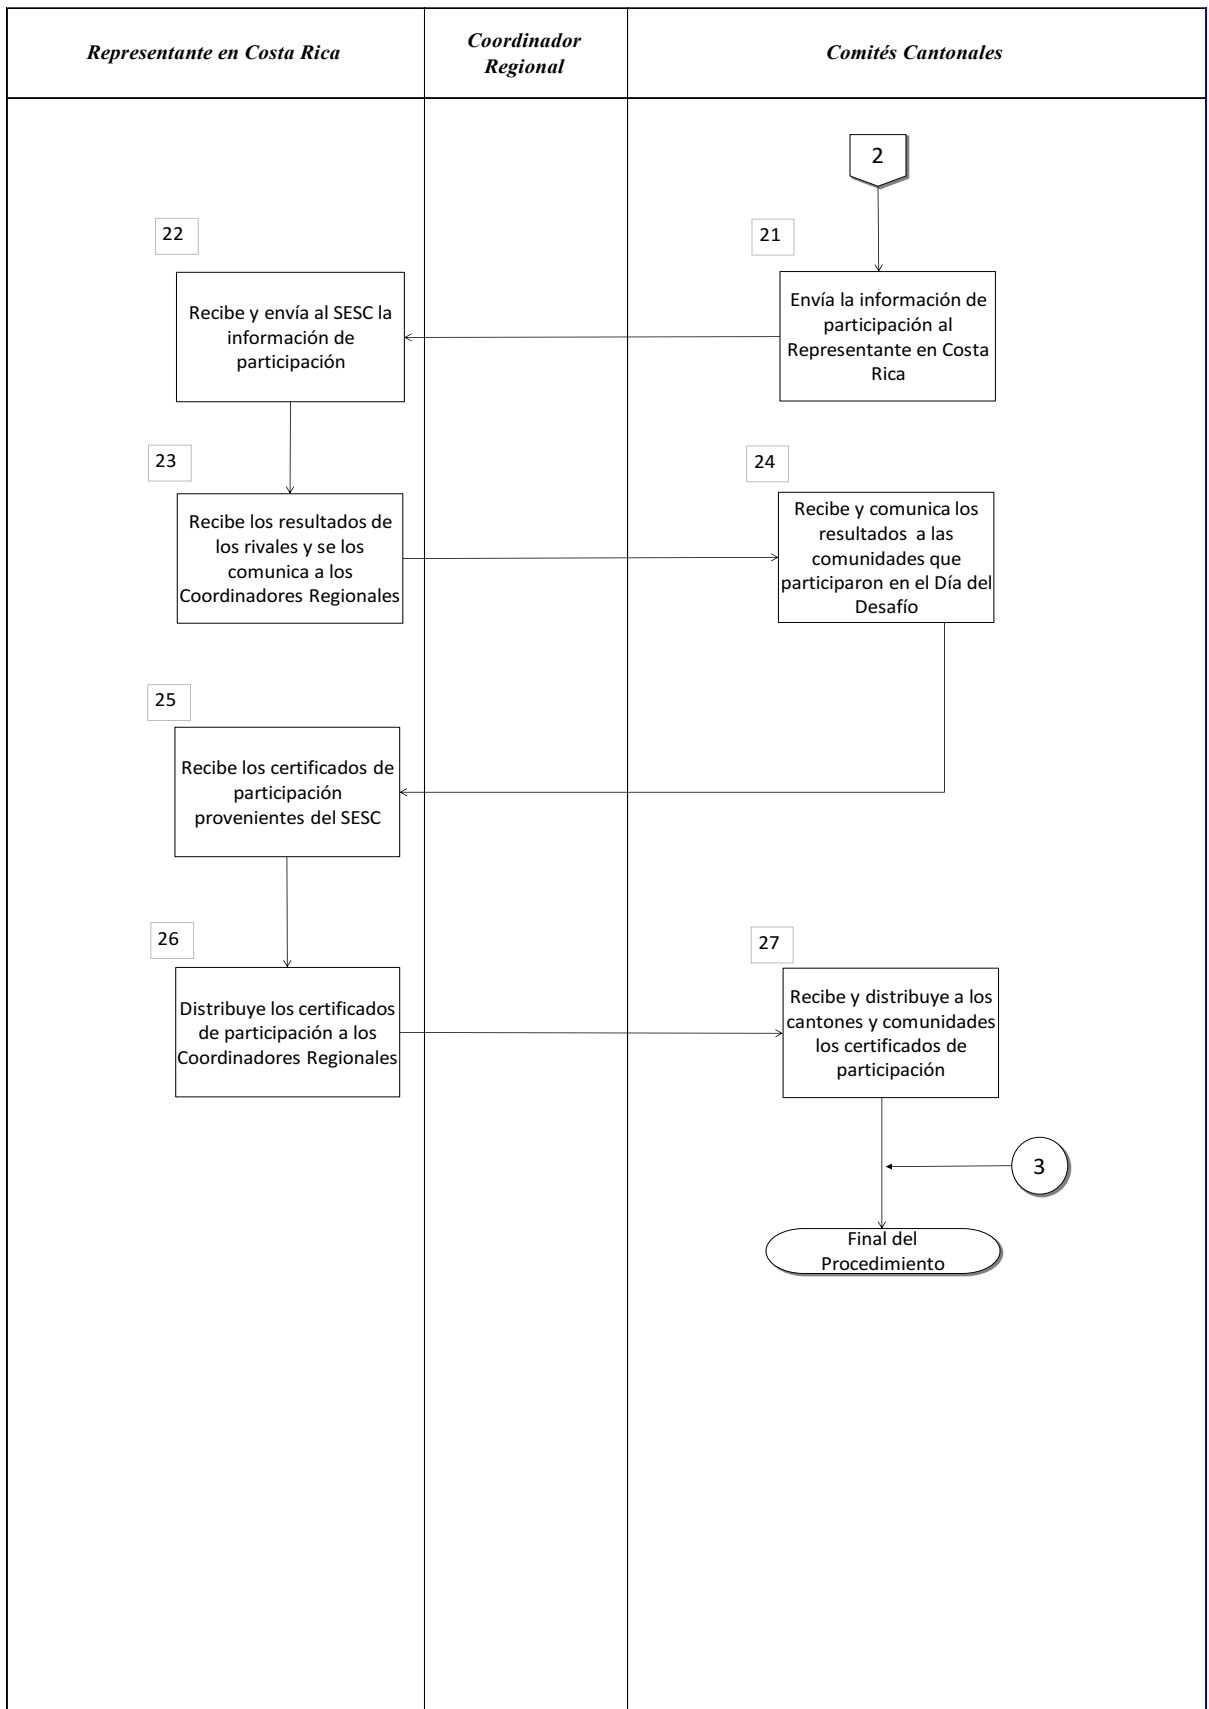 Representante en Costa Rica
Coordinador
Regional
Comités Cantonales
2
21
Envía la información de
participación al
Representante en Costa
Rica
22
Recibe y envía al SESC la
información de
participación
23
Recibe los resultados de
los rivales y se los
comunica a los
Coordinadores Regionales
24
Recibe y comunica los
resultados a las
comunidades que
participaron en el Día del
Desafío
25
Recibe los certificados de
participación
provenientes del SESC
26
Distribuye los certificados
de participación a los
Coordinadores Regionales
27
Recibe y distribuye a los
cantones y comunidades
los certificados de
participación
3
Final del
Procedimiento